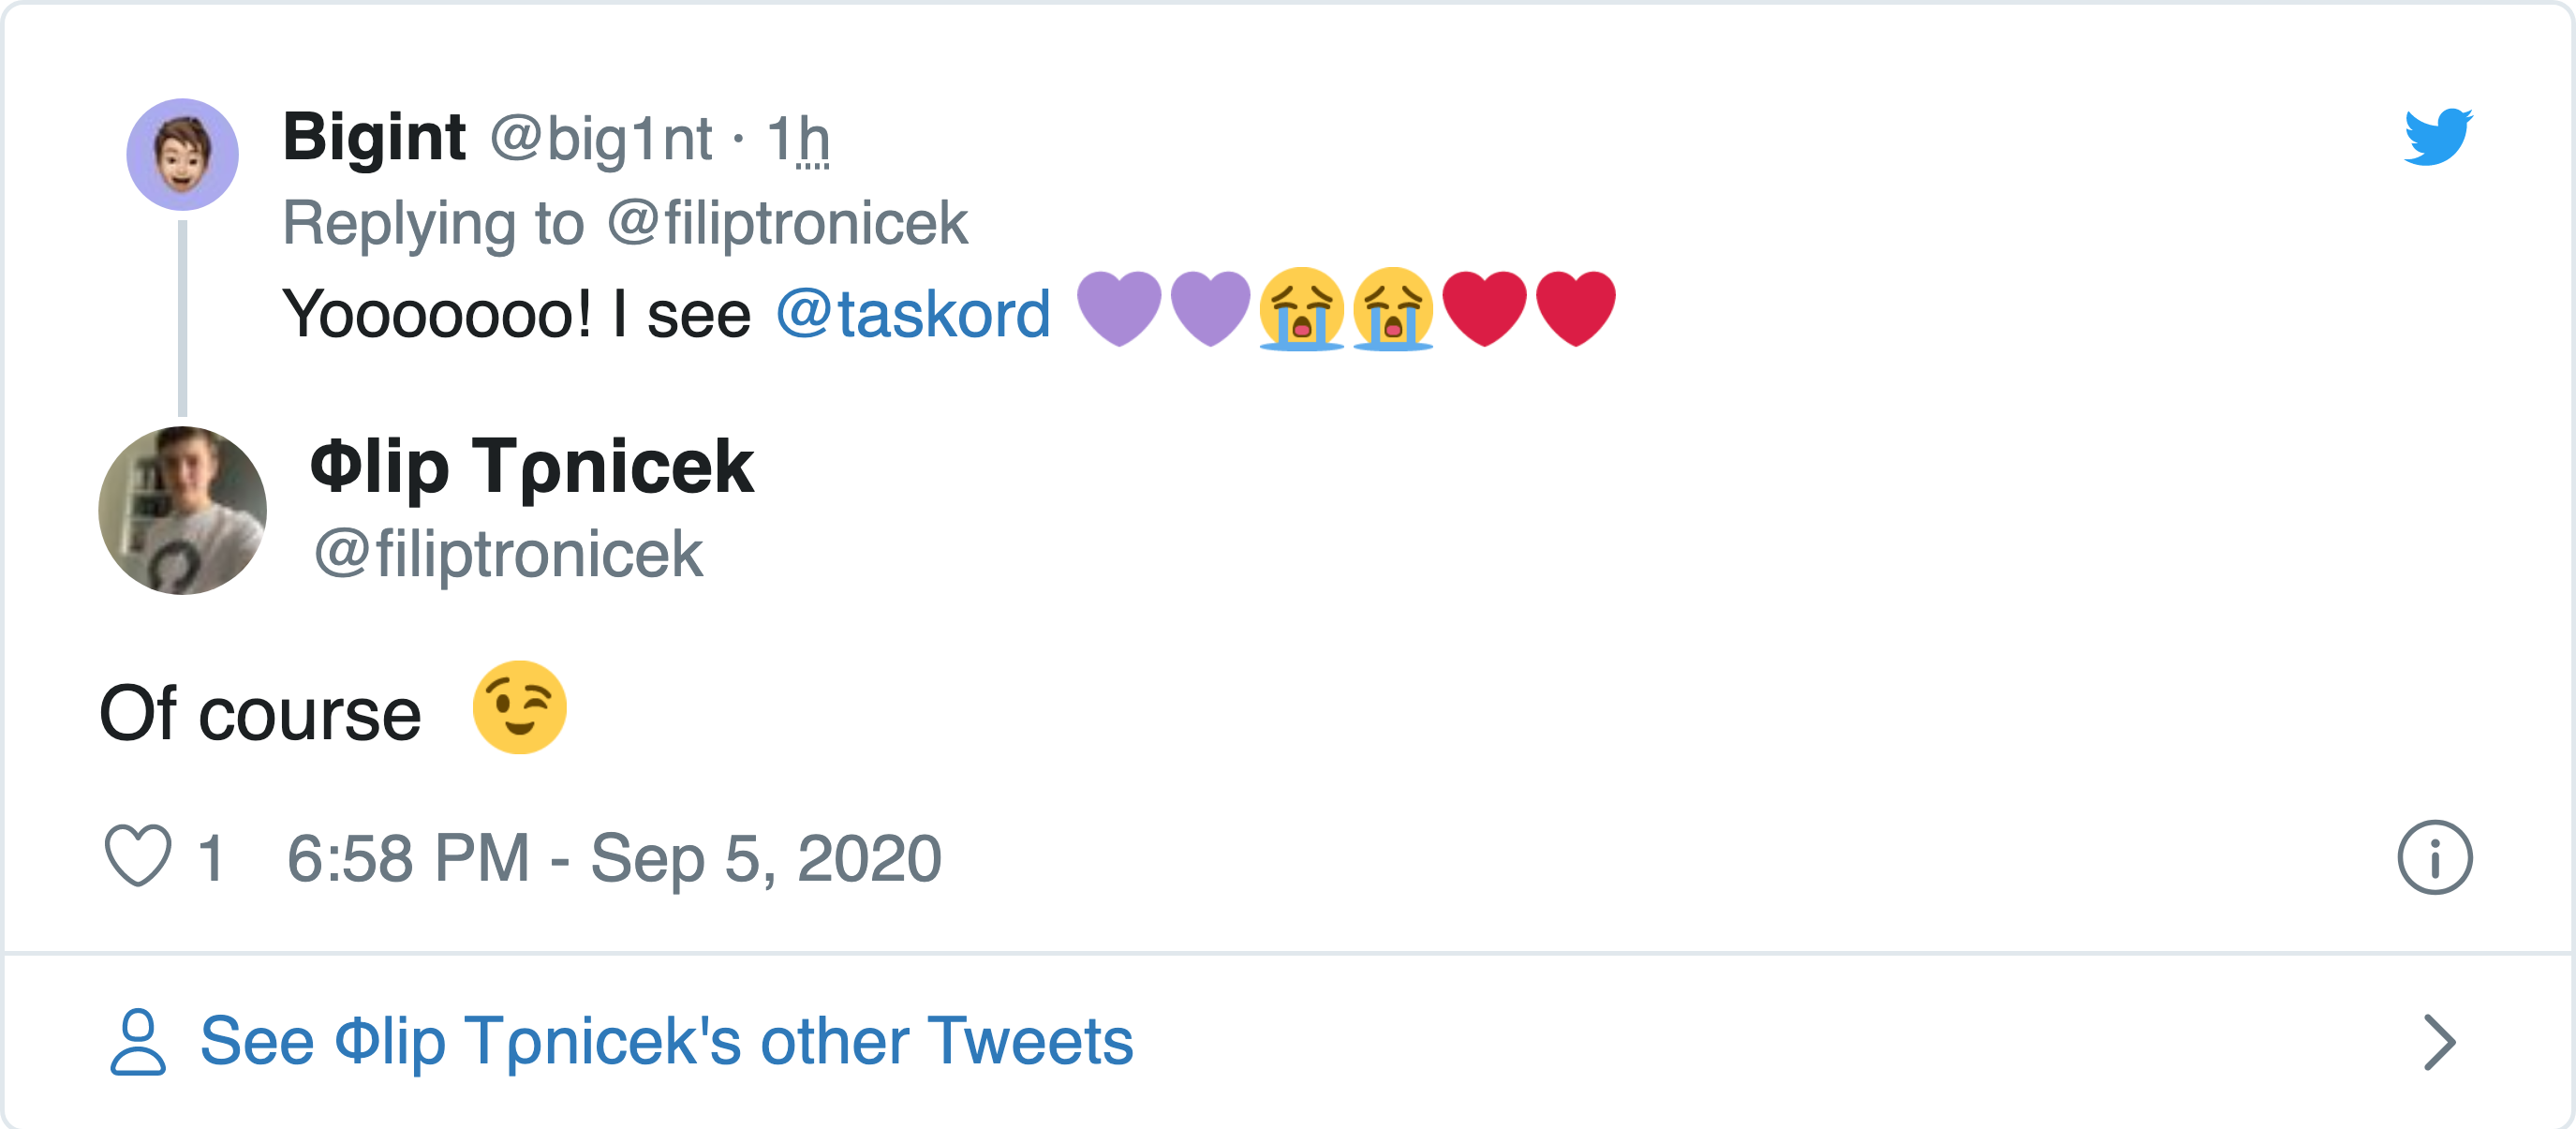 Bigint @big1nt · 1h
Replying to @filiptronicek
Yooooooo! I see @taskord 💜💜😭😭❤️❤️
Φlip Tρnicek
@filiptronicek
Of course 😉
1 6:58 PM - Sep 5, 2020
See Φlip Tρnicek's other Tweets